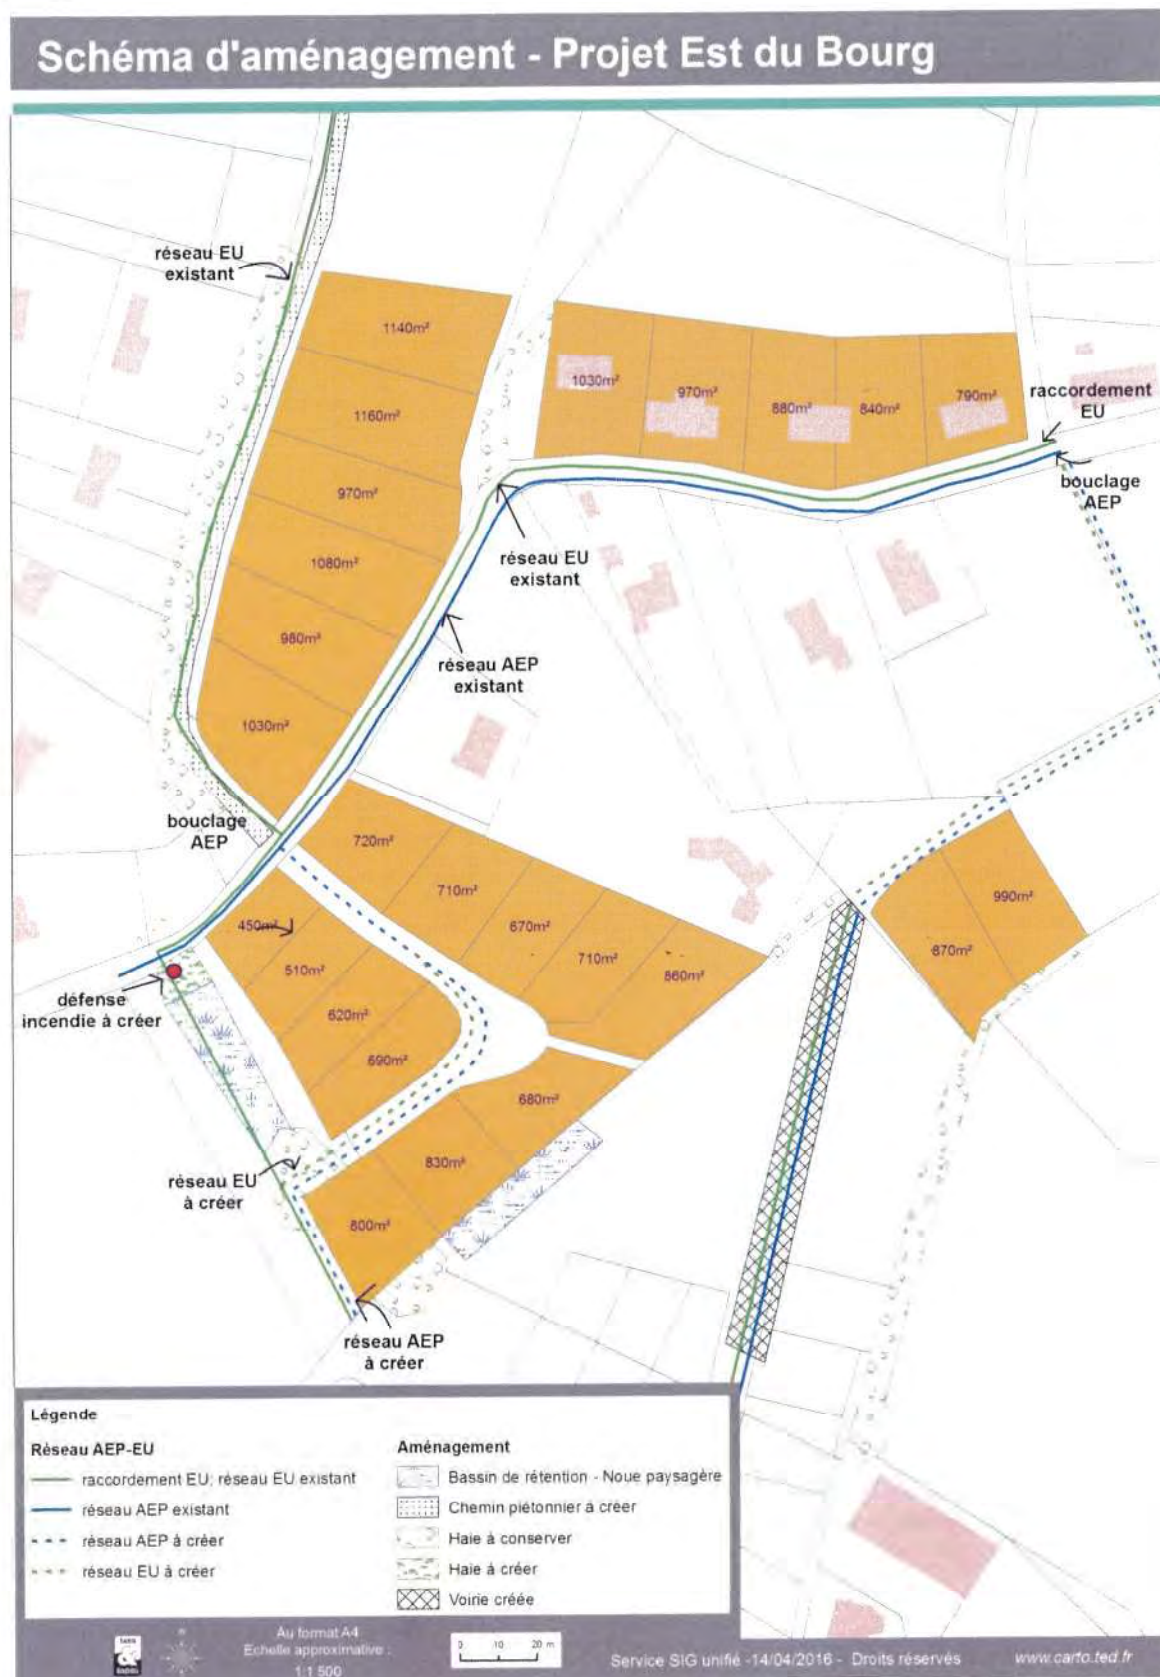 Schéma d'aménagement - Projet Est du Bourg
réseau EU
existant
1140m²
1160m²
970m²
1080m²
980m²
1030m²
1030m²
970m²
880m²
840m²
790m²
raccordement
EU
bouclage
AEP
réseau EU
existant
réseau AEP
existant
bouclage
AEP
720m²
710m²
670m²
710m²
860m²
450m²
510m²
620m²
690m²
680m²
830m²
800m²
990m²
870m²
défense
incendie à créer
réseau EU
à créer
réseau AEP
à créer
Légende
Réseau AEP-EU
raccordement EU; réseau EU existant
réseau AEP existant
réseau AEP à créer
réseau EU à créer
Aménagement
Bassin de rétention - Noue paysagère
Chemin piétonnier à créer
Haie à conserver
Haie à créer
Voirie créée
Au format A4
Echelle approximative :
1:1 500
0 10 20 m
Service SIG unifié -14/04/2016 - Droits réservés
www.carto.ted.fr